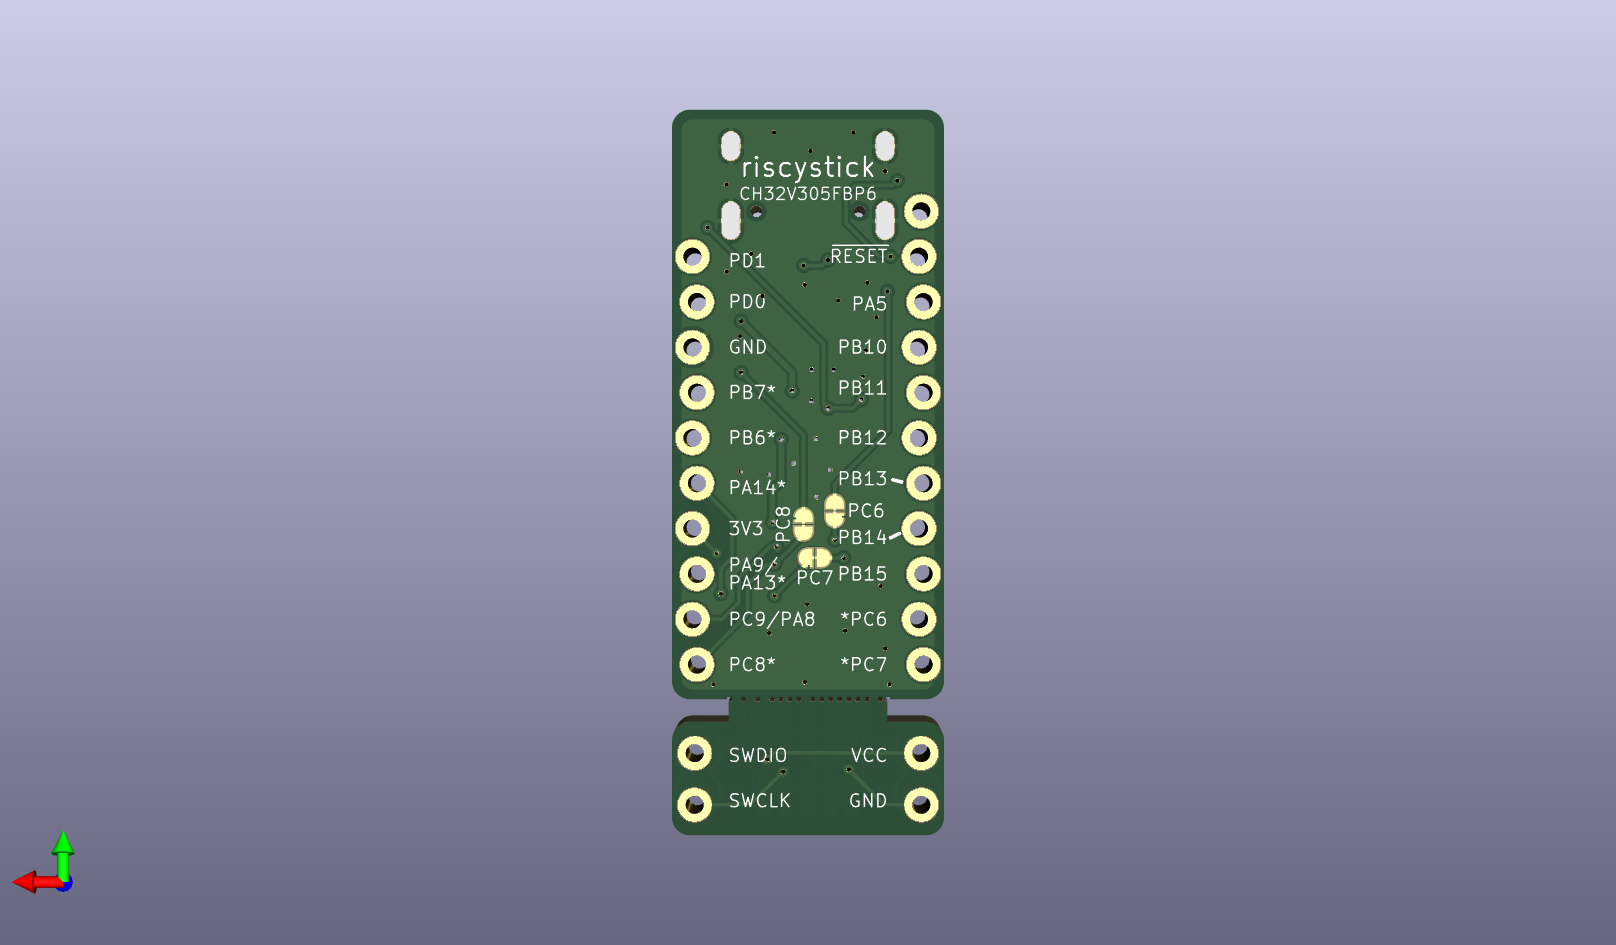 riscystick
CH32V305FBP6
PD1
RESET
PD0
PA5
GND
PB10
PB7*
PB11
PB6*
PB12
PA14*
PB13
PC8
PC6
3V3
PB14
PA9/
PA13*
PC7
PB15
PC9/PA8
*PC6
PC8*
*PC7
SWDIO
VCC
SWCLK
GND